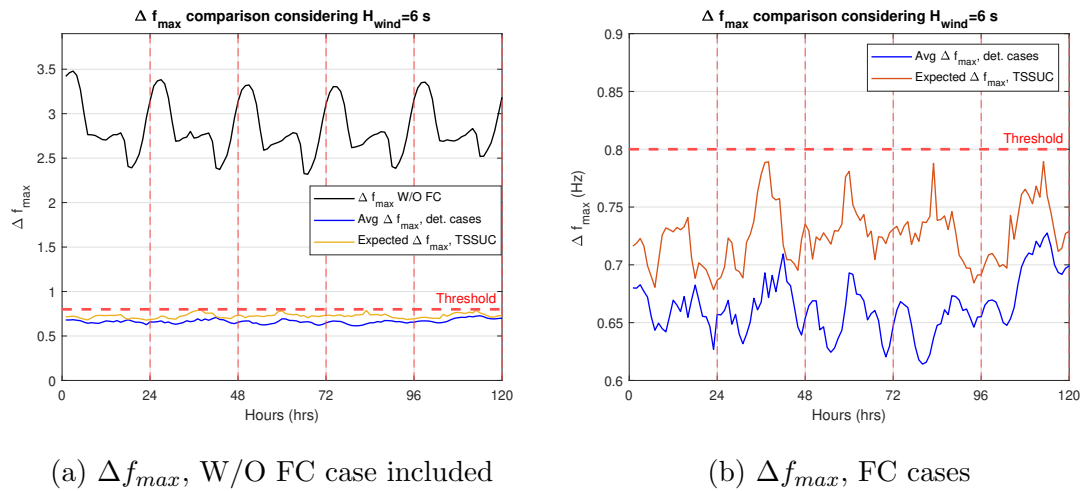 Δ f_max comparison considering H_wind=6 s
3.5
3
2.5
2
1.5
1
0.5
0
Δ f_max
Δ f_max W/O FC
Avg Δ f_max, det. cases
Expected Δ f_max, TSSUC
Threshold
0 24 48 72 96 120
Hours (hrs)
(a) Δf_max, W/O FC case included
Δ f_max comparison considering H_wind=6 s
0.9
0.85
0.8
0.75
0.7
0.65
0.6
Δ f_max (Hz)
Avg Δ f_max, det. cases
Expected Δ f_max, TSSUC
Threshold
0 24 48 72 96 120
Hours (hrs)
(b) Δf_max, FC cases